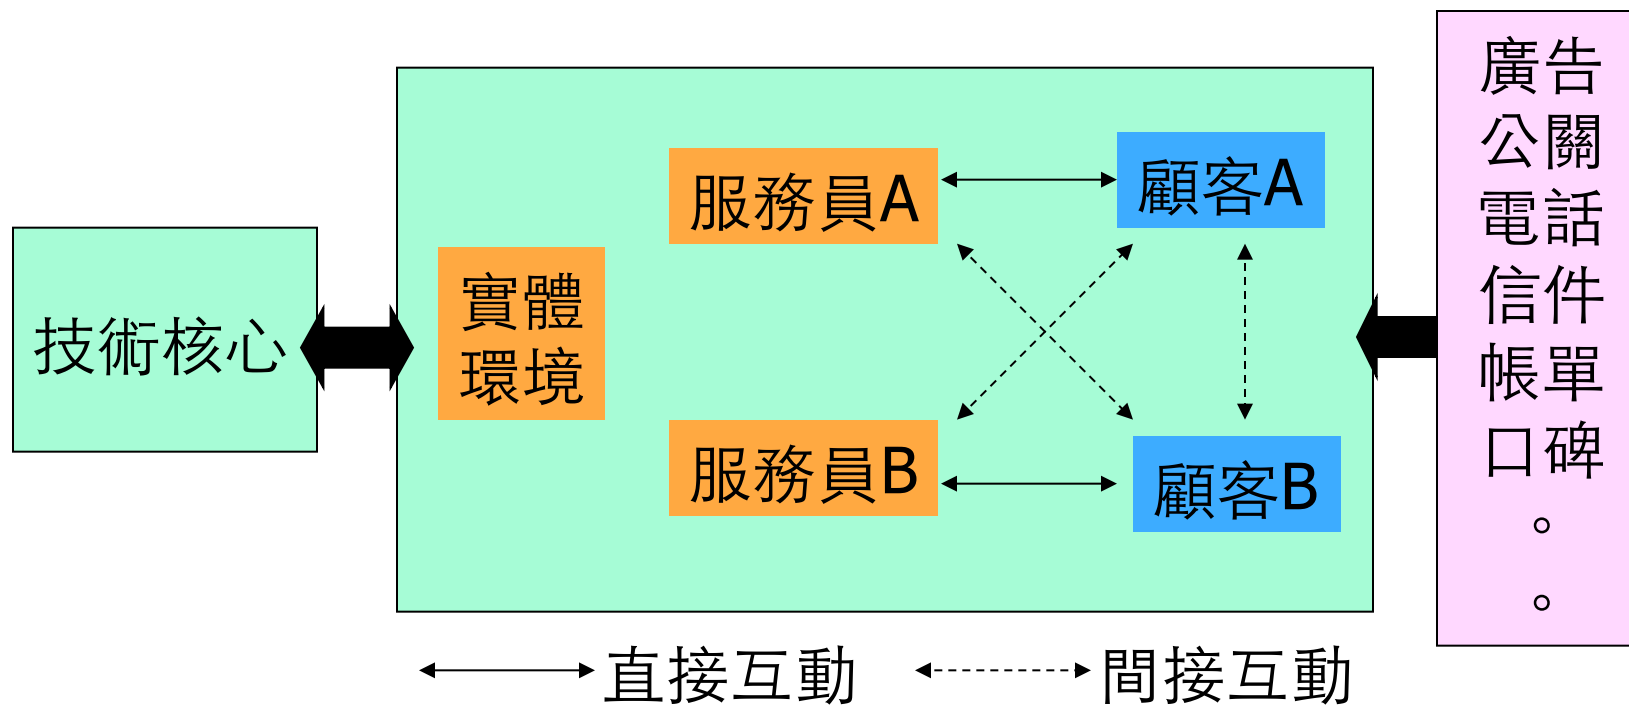 技術核心
實體
環境
服務員A
顧客A
服務員B
顧客B
廣告
公關
電話
信件
帳單
口碑
。
。
直接互動
間接互動